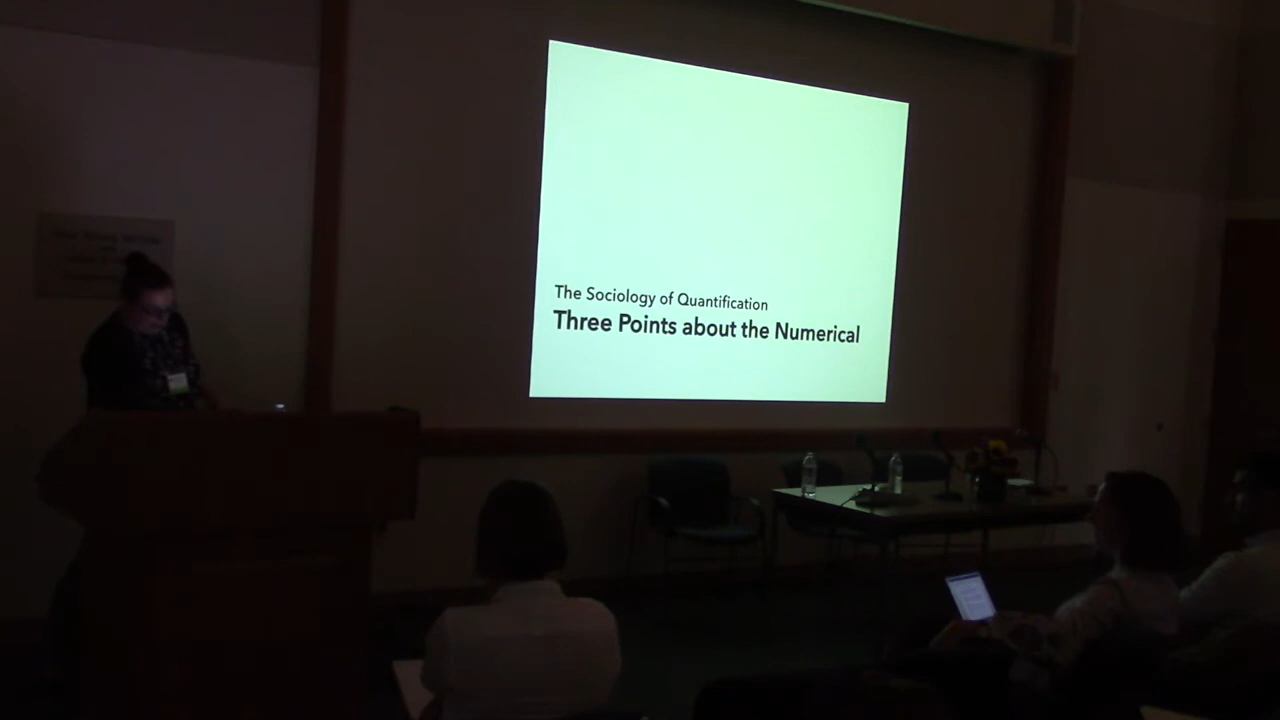 The Sociology of Quantification
Three Points about the Numerical